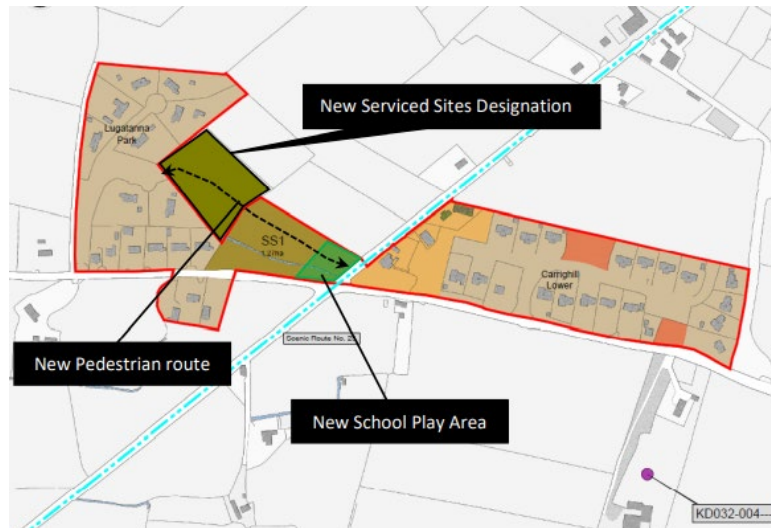 New Serviced Sites Designation
Lugatanna
Park
SS1
Carrighill
Lower
Scenic Route No. 25
New Pedestrian route
New School Play Area
KD032-004---